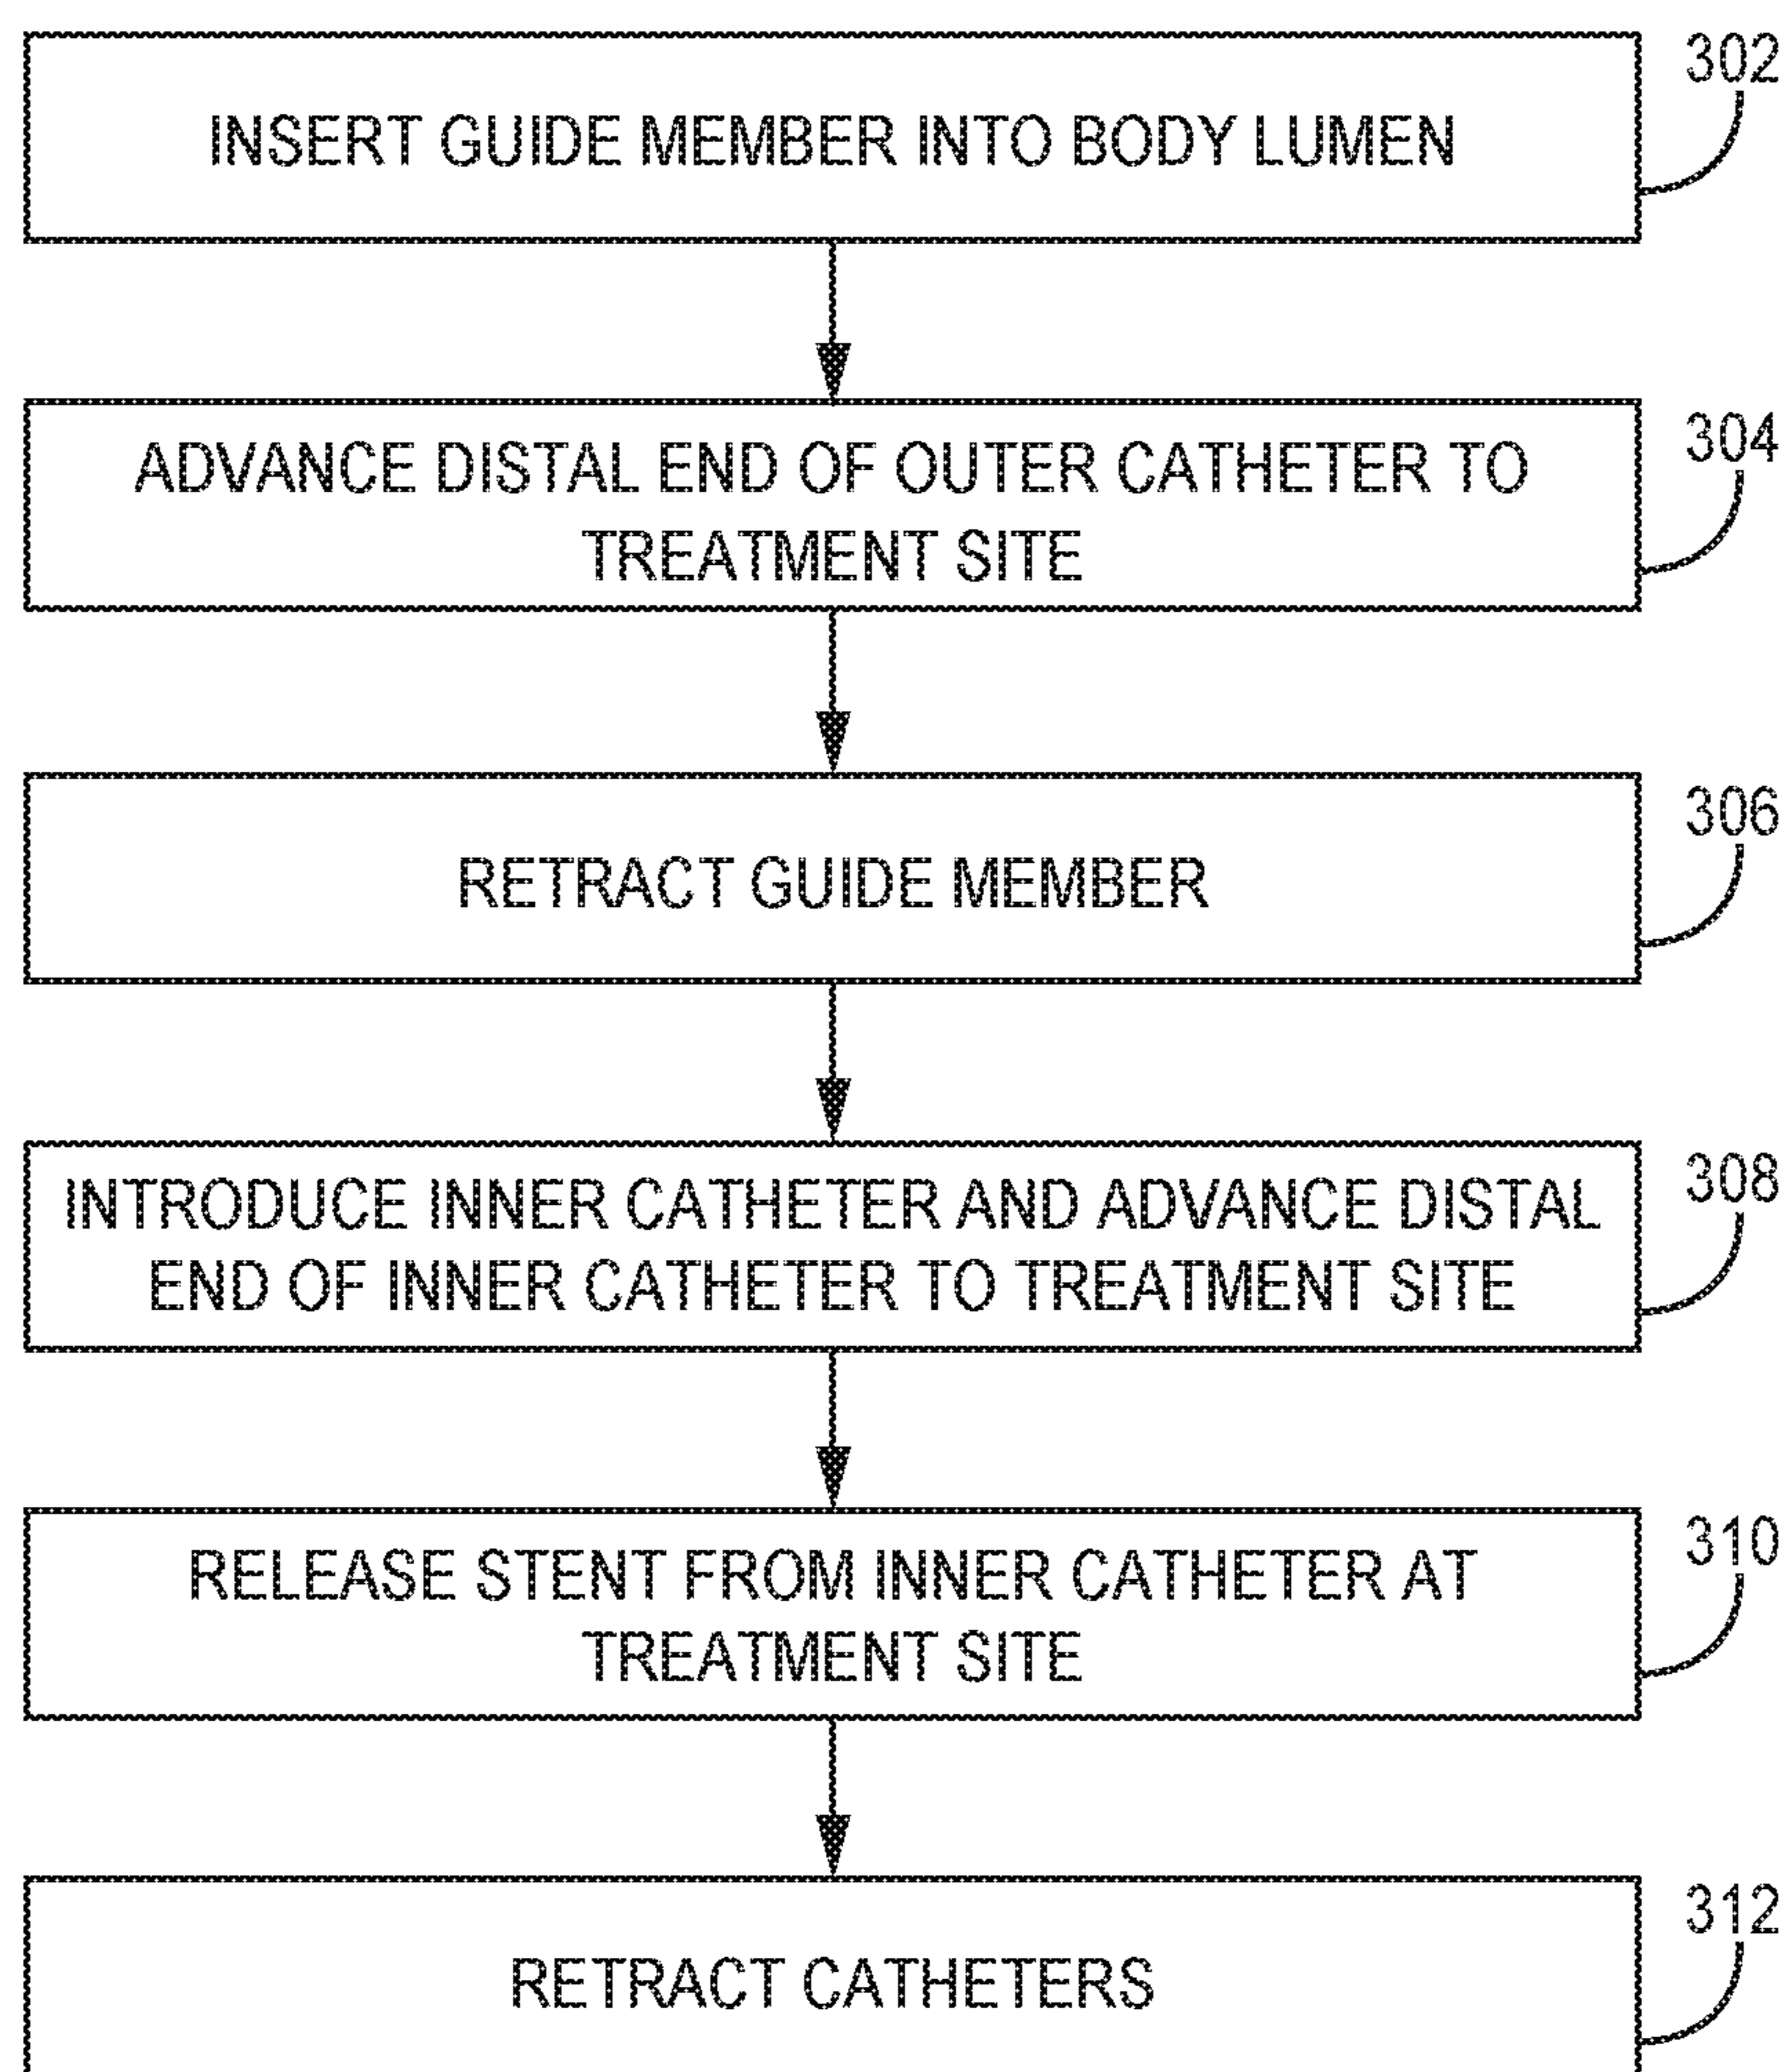 302
INSERT GUIDE MEMBER INTO BODY LUMEN
304
ADVANCE DISTAL END OF OUTER CATHETER TO
TREATMENT SITE
306
RETRACT GUIDE MEMBER
308
INTRODUCE INNER CATHETER AND ADVANCE DISTAL
END OF INNER CATHETER TO TREATMENT SITE
310
RELEASE STENT FROM INNER CATHETER AT
TREATMENT SITE
312
RETRACT CATHETERS